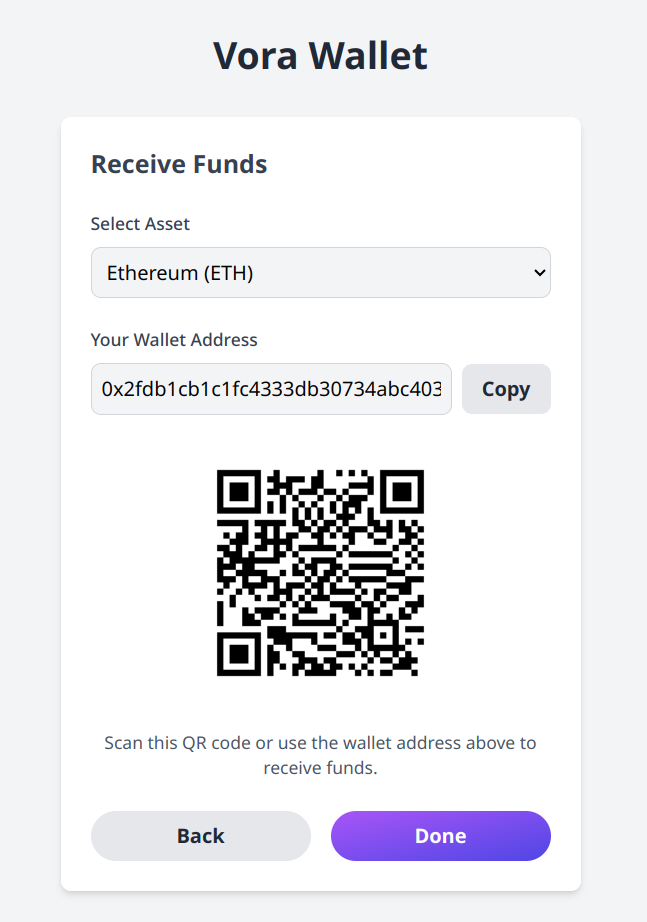 Vora Wallet
Receive Funds
Select Asset
Ethereum (ETH)
Your Wallet Address
0x2fdb1cb1c1fc4333db30734abc403
Copy
Scan this QR code or use the wallet address above to
receive funds.
Back
Done